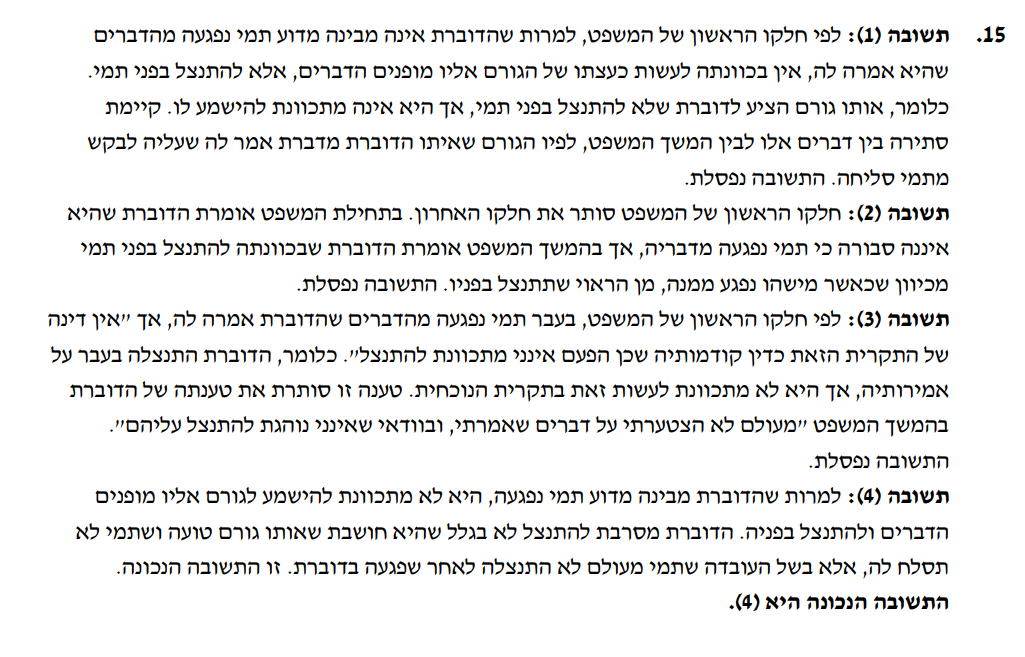 15. תשובה (1): לפי חלקו הראשון של המשפט, למרות שהדוברת אינה מבינה מדוע תמי נפגעה מהדברים
שהיא אמרה לה, אין בכוונתה לעשות כעצתו של הגורם אליו מופנים הדברים, אלא להתנצל בפני תמי.
כלומר, אותו גורם הציע לדוברת שלא להתנצל בפני תמי, אך היא אינה מתכוונת להישמע לו. קיימת
סתירה בין דברים אלו לבין המשך המשפט, לפיו הגורם שאיתו הדוברת מדברת אמר לה שעליה לבקש
מתמי סליחה. התשובה נפסלת.
תשובה (2): חלקו הראשון של המשפט סותר את חלקו האחרון. בתחילת המשפט אומרת הדוברת שהיא
איננה סבורה כי תמי נפגעה מדבריה, אך בהמשך המשפט אומרת הדוברת שבכוונתה להתנצל בפני תמי
מכיוון שכאשר מישהו נפגע ממנה, מן הראוי שתתנצל בפניו. התשובה נפסלת.
תשובה (3): לפי חלקו הראשון של המשפט, בעבר תמי נפגעה מהדברים שהדוברת אמרה לה, אך "אין דינה
של התקרית הזאת כדין קודמותיה שכן הפעם אינני מתכוונת להתנצל". כלומר, הדוברת התנצלה בעבר על
אמירותיה, אך היא לא מתכוונת לעשות זאת בתקרית הנוכחית. טענה זו סותרת את טענתה של הדוברת
בהמשך המשפט "מעולם לא הצטערתי על דברים שאמרתי, ובוודאי שאינני נוהגת להתנצל עליהם".
התשובה נפסלת.
תשובה (4): למרות שהדוברת מבינה מדוע תמי נפגעה, היא לא מתכוונת להישמע לגורם אליו מופנים
הדברים ולהתנצל בפניה. הדוברת מסרבת להתנצל לא בגלל שהיא חושבת שאותו גורם טועה ושתמי לא
תסלח לה, אלא בשל העובדה שתמי מעולם לא התנצלה לאחר שפגעה בדוברת. זו התשובה הנכונה.
התשובה הנכונה היא (4).